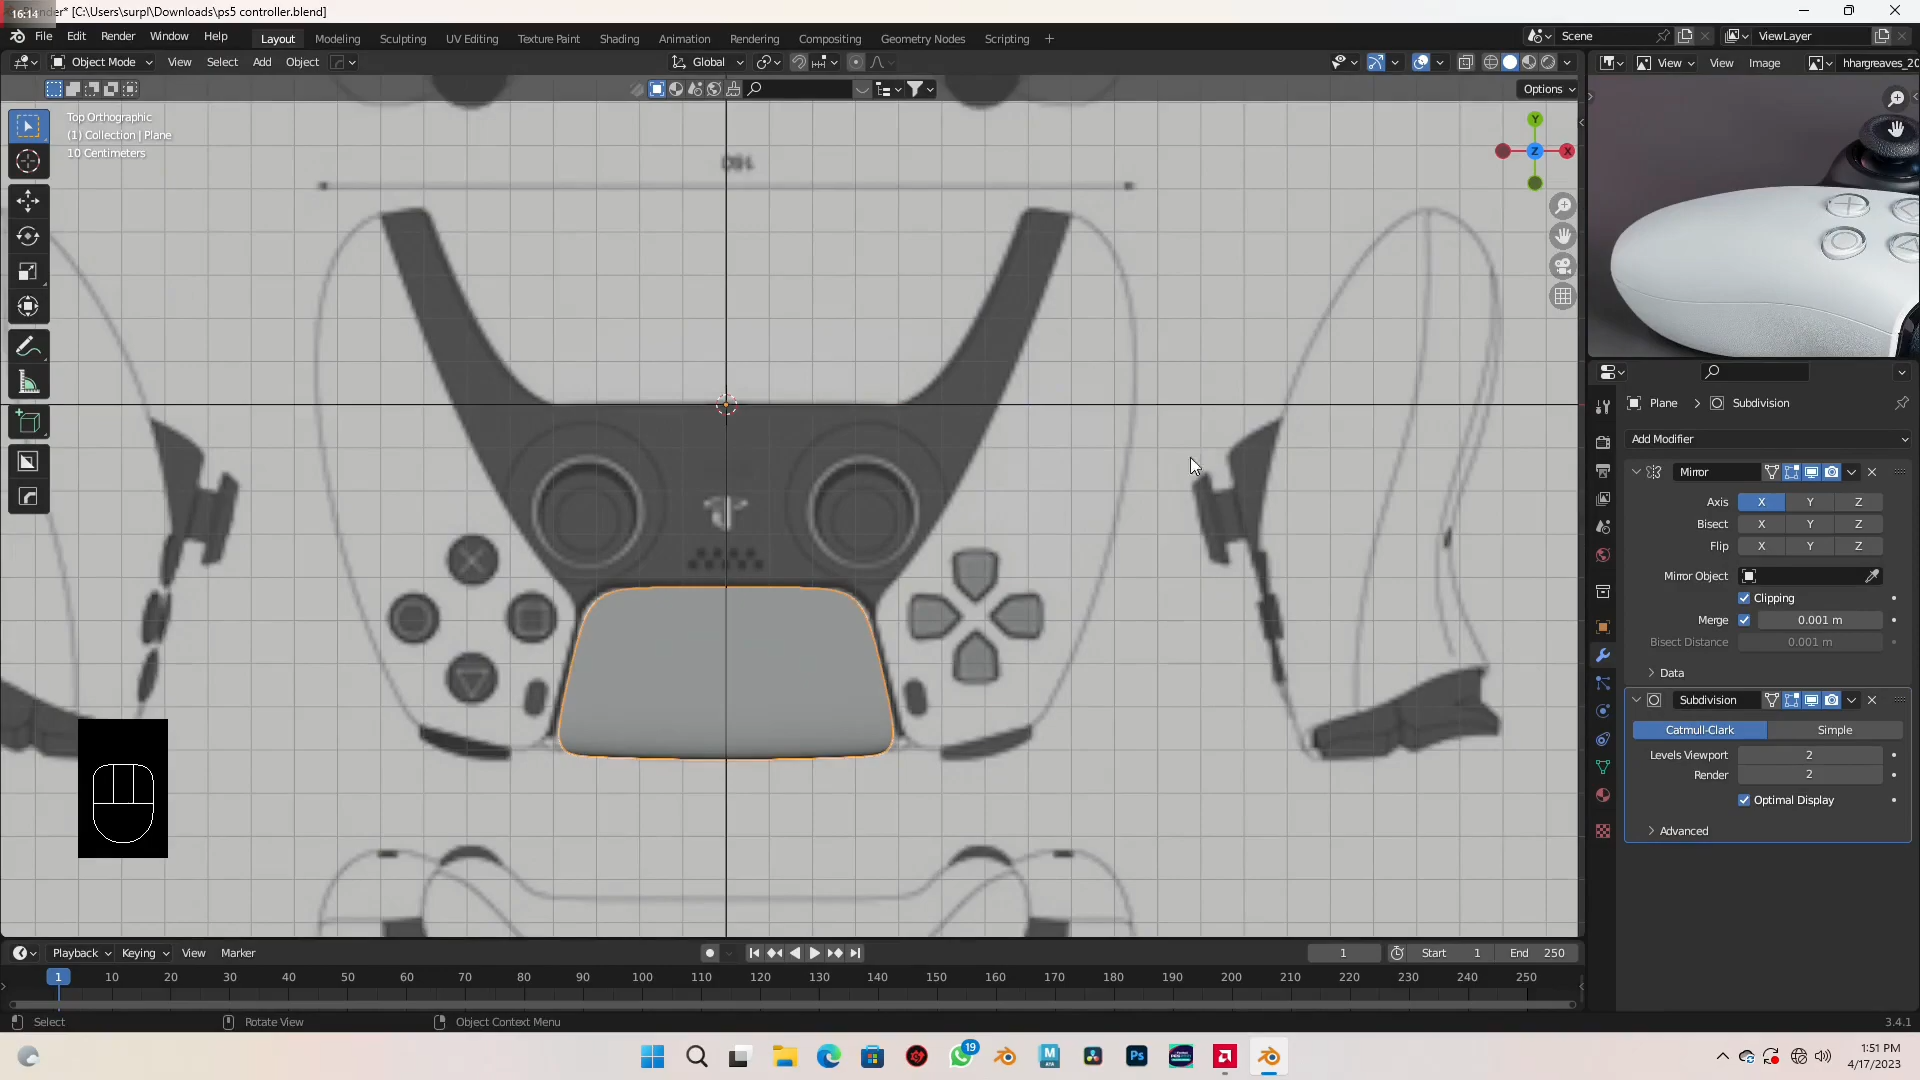 16:14
nder* [C:\Users\surpl\Downloads\ps5 controller.blend]
File Edit Render Window Help Layout Modeling Sculpting UV Editing Texture Paint Shading Animation Rendering Compositing Geometry Nodes Scripting + Scene ViewLayer
Object Mode View Select Add Object Global View View Image hhargreaves_20
Options
Top Orthographic
(1) Collection | Plane
10 Centimeters
Y
Z X
Plane > Subdivision
Add Modifier
Mirror
Axis X Y Z
Bisect X Y Z
Flip X Y Z
Mirror Object
Clipping
Merge 0.001 m
Bisect Distance 0.001 m
Data
Subdivision
Catmull-Clark Simple
Levels Viewport 2
Render 2
Optimal Display
Advanced
Playback Keying View Marker 1 Start 1 End 250
1 10 20 30 40 50 60 70 80 90 100 110 120 130 140 150 160 170 180 190 200 210 220 230 240 250
Select Rotate View Object Context Menu 3.4.1
19
M
Ps
1:51 PM
4/17/2023